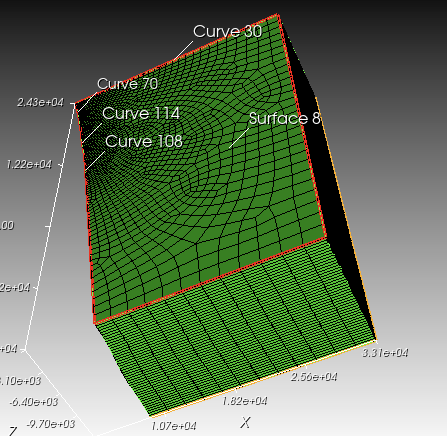 Curve 30
Curve 70
2.43e+04
Curve 114
Surface 8
Curve 108
1.22e+04
00
2e+04
e+04
3.31e+04
3.10e+03
2.56e+04
-6.40e+03
1.82e+04
-9.70e+03
1.07e+04
X
Z